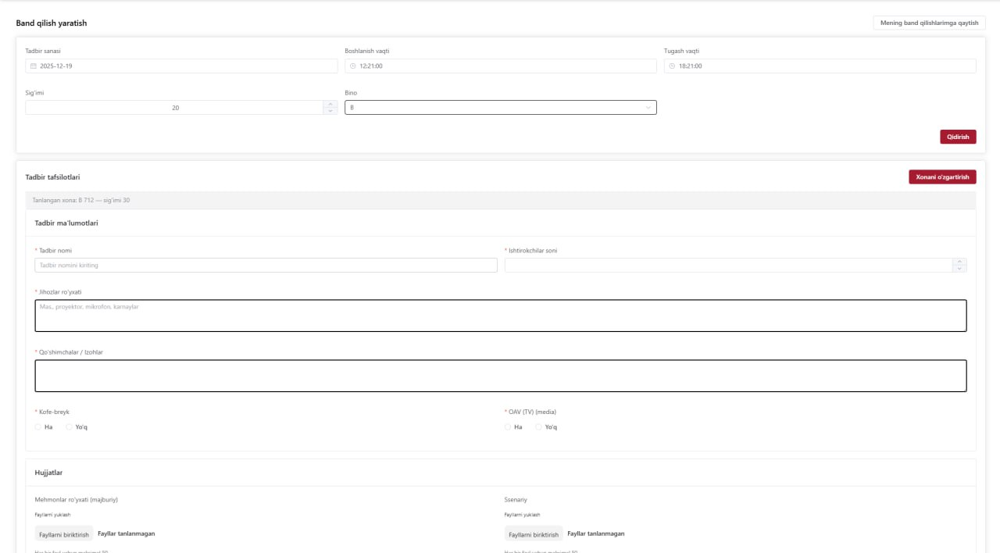 Band qilish yaratish
Mening band qilishlarimga qaytish
Tadbir sanasi
Boshlanish vaqti
Tugash vaqti
2025-12-19
12:21:00
18:21:00
Sig'imi
Bino
20
B
Qidirish
Tadbir tafsilotlari
Xonani o'zgartirish
Tanlangan xona: B 712 — sig'imi 30
Tadbir ma'lumotlari
* Tadbir nomi
* Ishtirokchilar soni
Tadbir nomini kiriting
* Jihozlar ro'yxati
Mas., proyektor, mikrofon, karnaylar
* Qo'shimchalar / Izohlar
* Kofe-breyk
* OAV (TV) (media)
Ha
Yo'q
Ha
Yo'q
Hujjatlar
Mehmonlar ro'yxati (majburiy)
Ssenariy
Fayllarni yuklash
Fayllarni yuklash
Fayllarni biriktirish
Fayllar tanlanmagan
Fayllarni biriktirish
Fayllar tanlanmagan